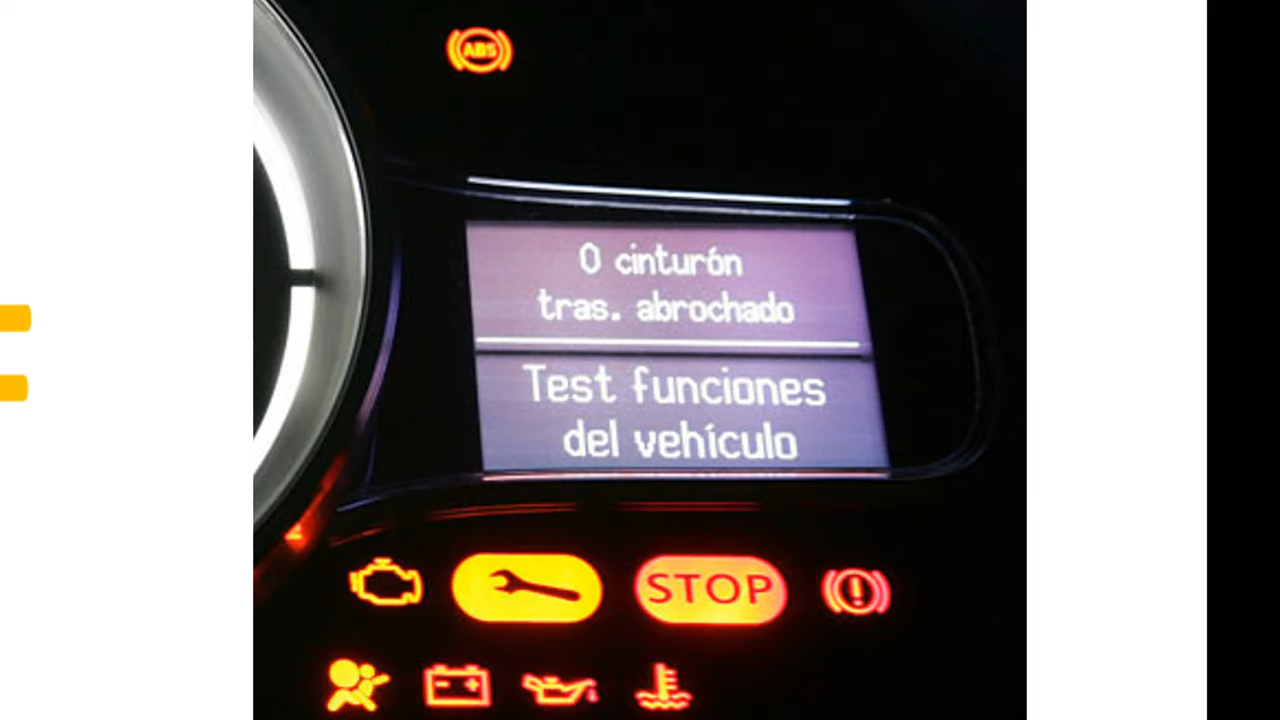 ABS
0 cinturón
tras. abrochado
Test funciones
del vehículo
STOP